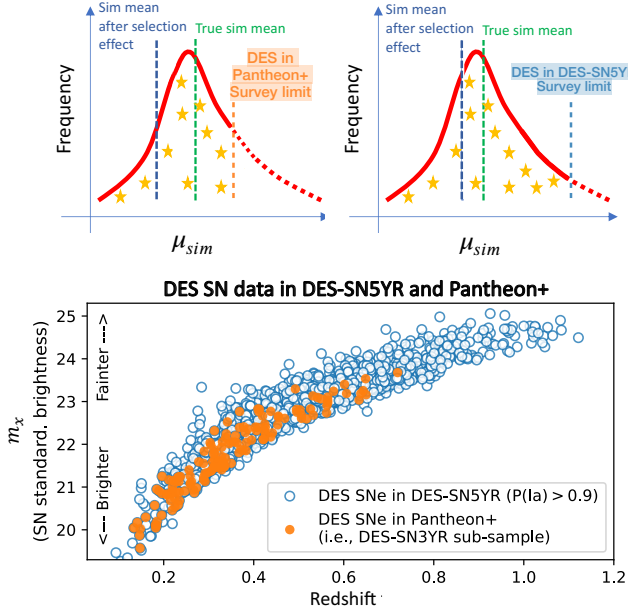 Sim mean
after selection
effect
True sim mean
DES in
Pantheon+
Survey limit
Frequency
μsim
Sim mean
after selection
effect
True sim mean
DES in DES-SN5Y
Survey limit
Frequency
μsim
DES SN data in DES-SN5YR and Pantheon+
mx
(SN standard. brightness)
<--- Brighter
Fainter --->
25
24
23
22
21
20
0.2 0.4 0.6 0.8 1.0 1.2
Redshift
DES SNe in DES-SN5YR (P(Ia) > 0.9)
DES SNe in Pantheon+
(i.e., DES-SN3YR sub-sample)